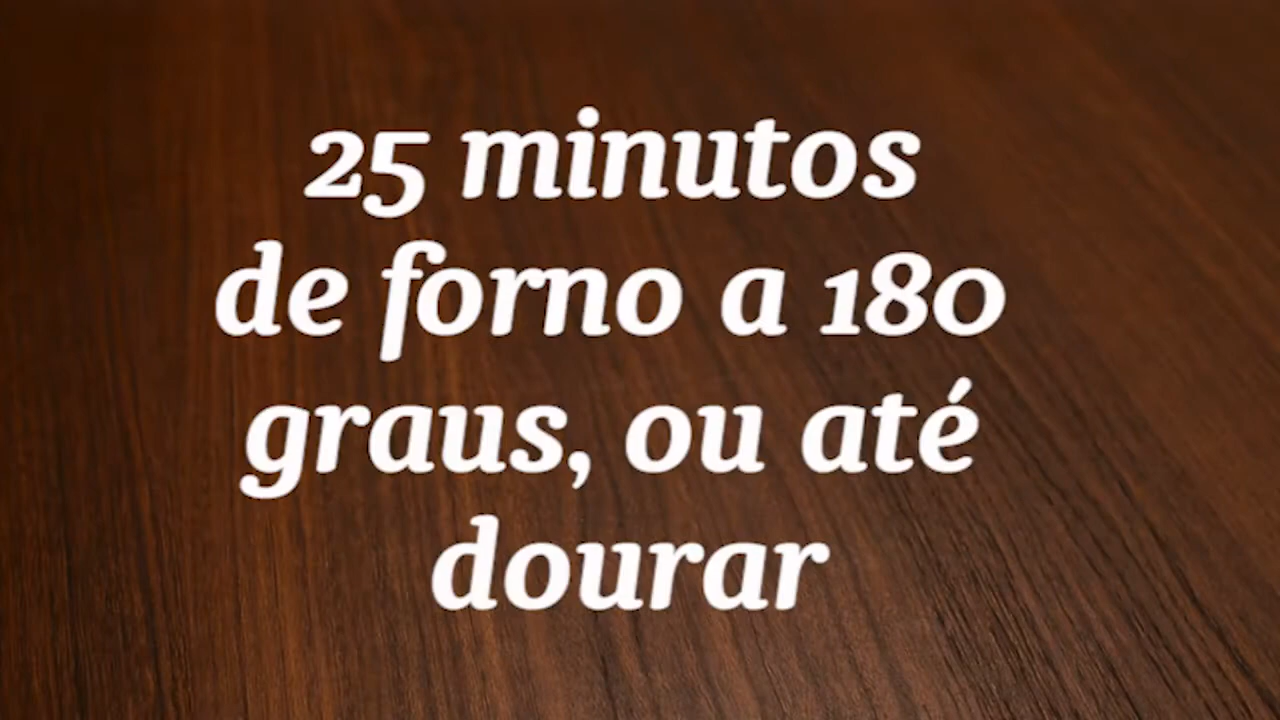 25 minutos
de forno a 180
graus, ou até
dourar